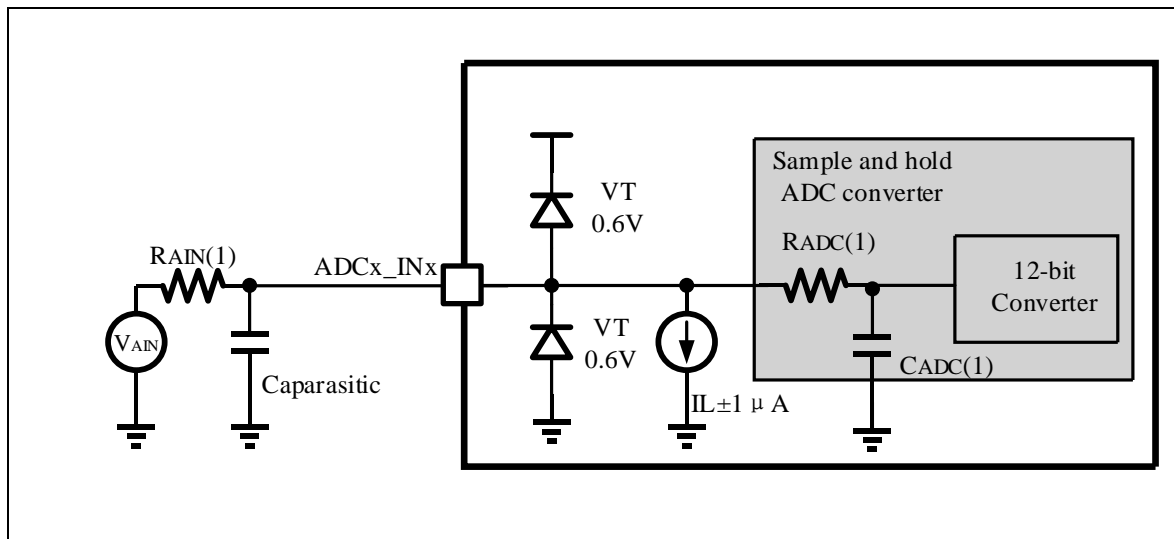 Sample and hold
ADC converter
VT
0.6V
RADC(1)
RAIN(1)
ADCx_INx
12-bit
Converter
VAIN
VT
0.6V
Caparasitic
CADC(1)
IL±1 μA